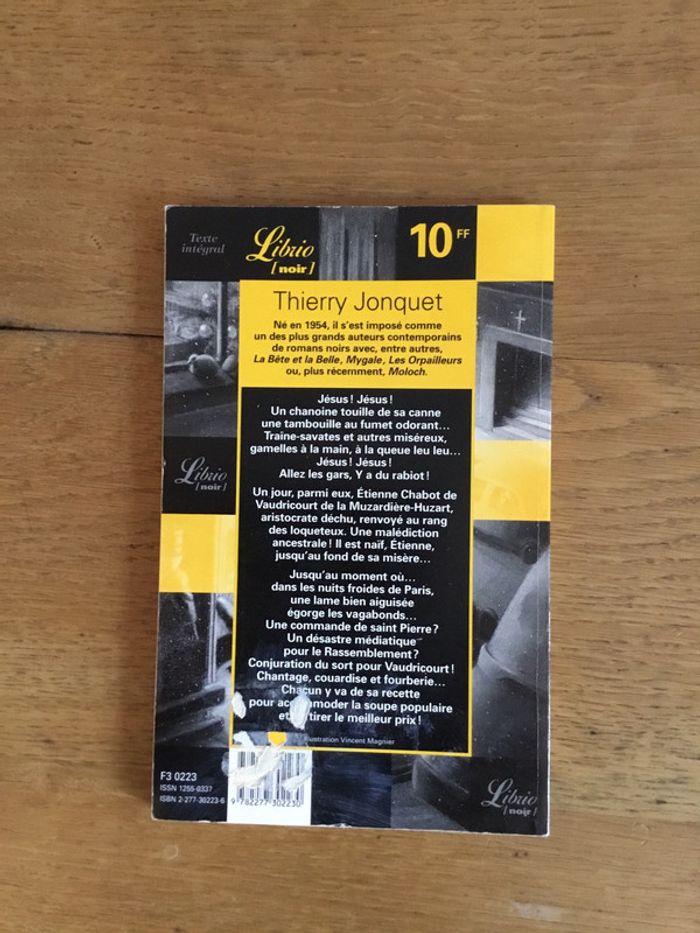 Texte
intégral
Librio
[noir]
10 FF
Thierry Jonquet
Né en 1954, il s'est imposé comme
un des plus grands auteurs contemporains
de romans noirs avec, entre autres,
La Bête et la Belle, Mygale, Les Orpailleurs
ou, plus récemment, Moloch.
Jésus ! Jésus !
Un chanoine touille de sa canne
une tambouille au fumet odorant...
Traîne-savates et autres miséreux,
gamelles à la main, à la queue leu leu...
Jésus ! Jésus !
Allez les gars, Y a du rabiot !
Librio
[noir]
Un jour, parmi eux, Étienne Chabot de
Vaudricourt de la Muzardière-Huzart,
aristocrate déchu, renvoyé au rang
des loqueteux. Une malédiction
ancestrale ! Il est naïf, Étienne,
jusqu'au fond de sa misère...
Jusqu'au moment où...
dans les nuits froides de Paris,
une lame bien aiguisée
égorge les vagabonds...
Une commande de saint Pierre ?
Un désastre médiatique
pour le Rassemblement ?
Conjuration du sort pour Vaudricourt !
Chantage, couardise et fourberie...
Chacun y va de sa recette
pour accommoder la soupe populaire
et tirer le meilleur prix !
Illustration Vincent Magnier
F3 0223
ISSN 1255-0337
ISBN 2-277-30223-6
9 782277 302230
Librio
[noir]